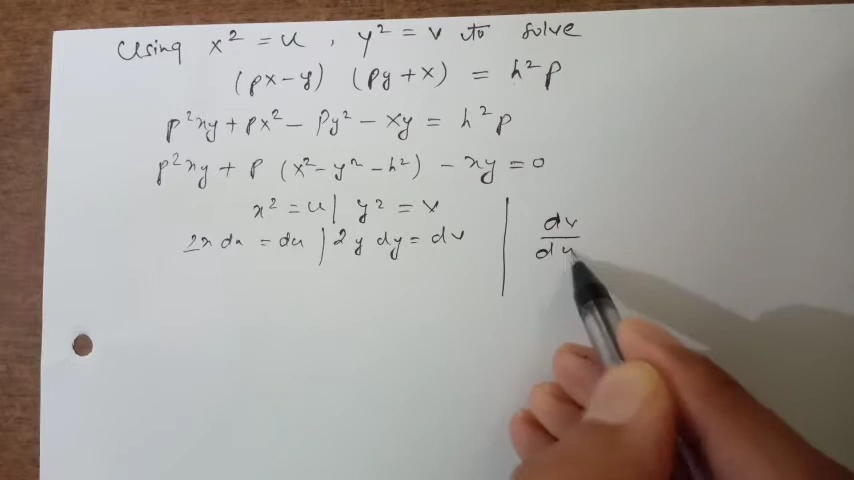 Using x² = u , y² = v to solve
(px-y) (py+x) = h²p
p²xy + px² - py² - xy = h²p
p²xy + p (x² - y² - h²) - xy = 0
x² = u | y² = v
2x dx = du | 2y dy = dv | dv/du